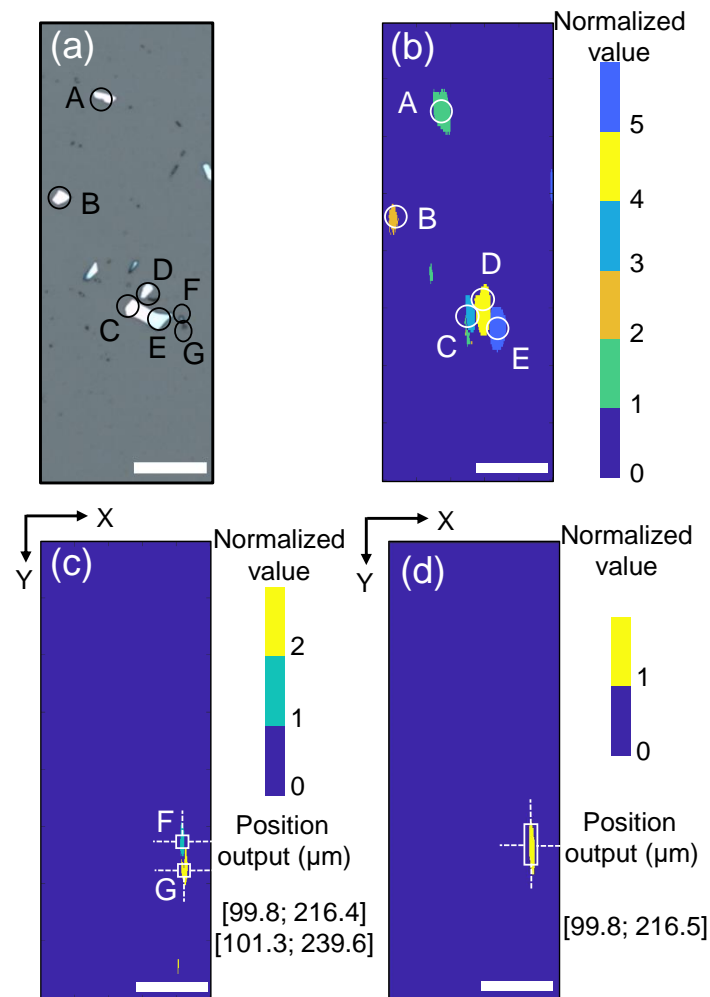 (a)
A
B
D
F
C
E
G
(b)
A
B
D
C
E
Normalized
value
5
4
3
2
1
0
X
Y
(c)
F
G
Normalized
value
2
1
0
Position
output (µm)
[99.8; 216.4]
[101.3; 239.6]
X
Y
(d)
Normalized
value
1
0
Position
output (µm)
[99.8; 216.5]